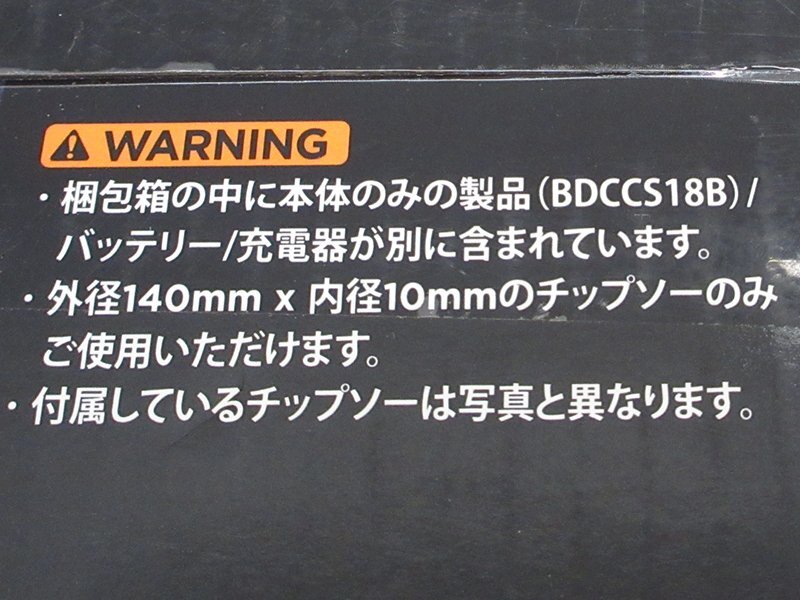 ⚠ WARNING
・梱包箱の中に本体のみの製品(BDCCS18B)/
バッテリー/充電器が別に含まれています。
・外径140mm x 内径10mmのチップソーのみ
ご使用いただけます。
・付属しているチップソーは写真と異なります。